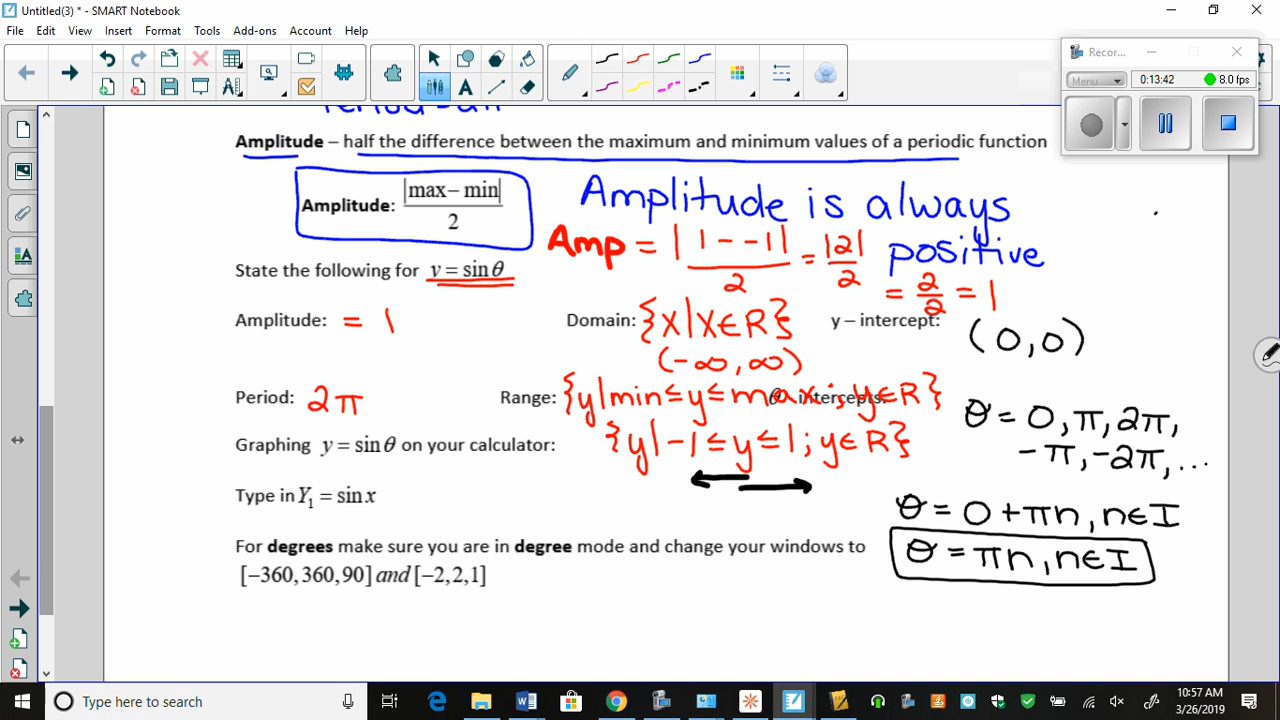 Untitled(3) * - SMART Notebook
File Edit View Insert Format Tools Add-ons Account Help
Recor...
0:13:42 8.0 fps
Menu
Amplitude – half the difference between the maximum and minimum values of a periodic function
Amplitude: |max− min| / 2
Amplitude is always positive
Amp = |1 - -1| / 2 = |2| / 2 = 2/2 = 1
State the following for y = sin θ
Amplitude: = 1
Domain: {x|x∈R}
(-∞,∞)
y – intercept: (0,0)
Period: 2π
Range: {y|min≤y≤max; y∈R}
{y|-1≤y≤1; y∈R}
θ intercepts:
θ = 0, π, 2π,
-π, -2π, ...
θ = 0 + πn, n∈I
θ = πn, n∈I
Graphing y = sin θ on your calculator:
Type in Y₁ = sin x
For degrees make sure you are in degree mode and change your windows to
[−360,360,90] and [−2,2,1]
Type here to search
10:57 AM
3/26/2019